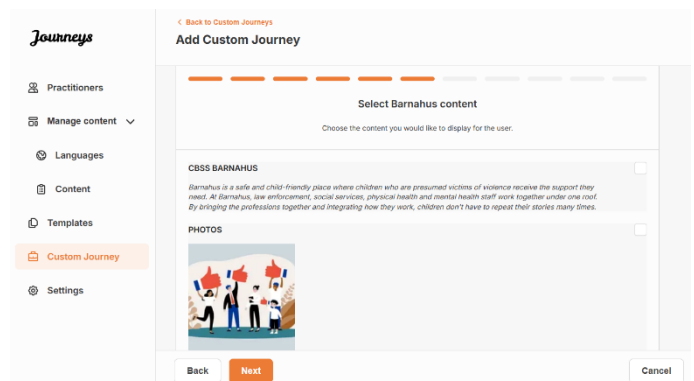 Journeys
Practitioners
Manage content
Languages
Content
Templates
Custom Journey
Settings
Back to Custom Journeys
Add Custom Journey
Select Barnahus content
Choose the content you would like to display for the user.
CBSS BARNAHUS
Barnahus is a safe and child-friendly place where children who are presumed victims of violence receive the support they
need. At Barnahus, law enforcement, social services, physical health and mental health staff work together under one roof.
By bringing the professions together and integrating how they work, children don't have to repeat their stories many times.
PHOTOS
Back
Next
Cancel